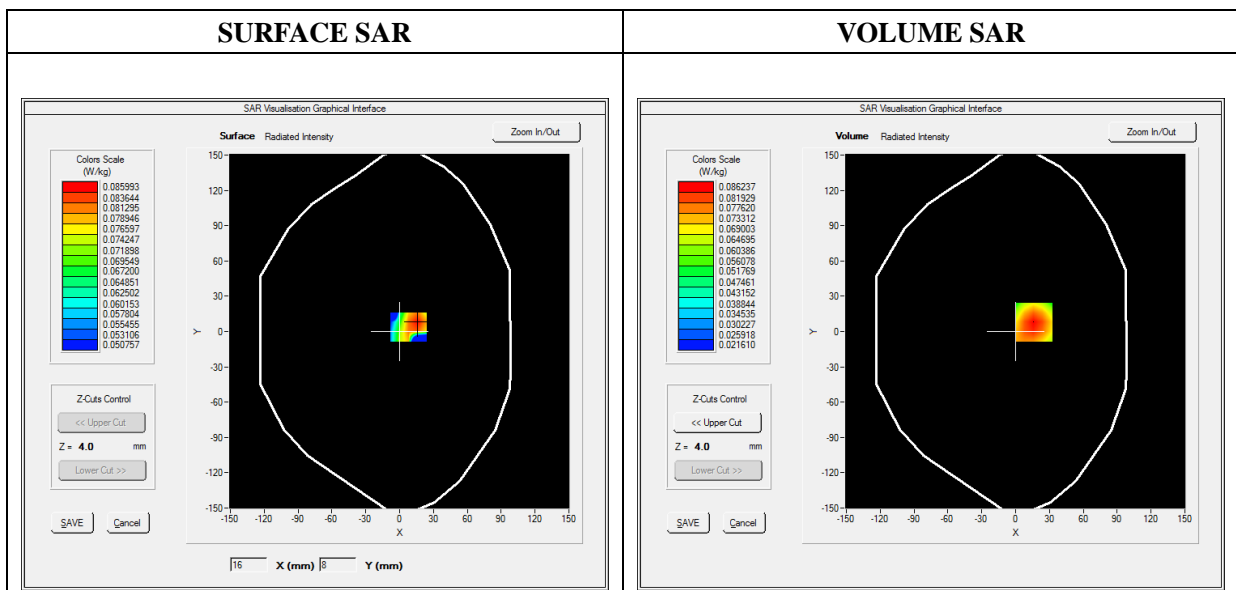 SURFACE SAR
VOLUME SAR
SAR Visualisation Graphical Interface
Surface Radiated Intensity
Zoom In/Out
Colors Scale
(W/kg)
0.085993
0.083644
0.081295
0.078946
0.076597
0.074247
0.071898
0.069549
0.067200
0.064851
0.062502
0.060153
0.057804
0.055455
0.053106
0.050757
Z-Cuts Control
<< Upper Cut
Z = 4.0 mm
Lower Cut >>
SAVE Cancel
150
120
90
60
30
0
-30
-60
-90
-120
-150
Y
-150 -120 -90 -60 -30 0 30 60 90 120 150
X
16 X (mm) 8 Y (mm)
SAR Visualisation Graphical Interface
Volume Radiated Intensity
Zoom In/Out
Colors Scale
(W/kg)
0.086237
0.081929
0.077620
0.073312
0.069003
0.064695
0.060386
0.056078
0.051769
0.047461
0.043152
0.038844
0.034535
0.030227
0.025918
0.021610
Z-Cuts Control
<< Upper Cut
Z = 4.0 mm
Lower Cut >>
SAVE Cancel
150
120
90
60
30
0
-30
-60
-90
-120
-150
Y
-150 -120 -90 -60 -30 0 30 60 90 120 150
X